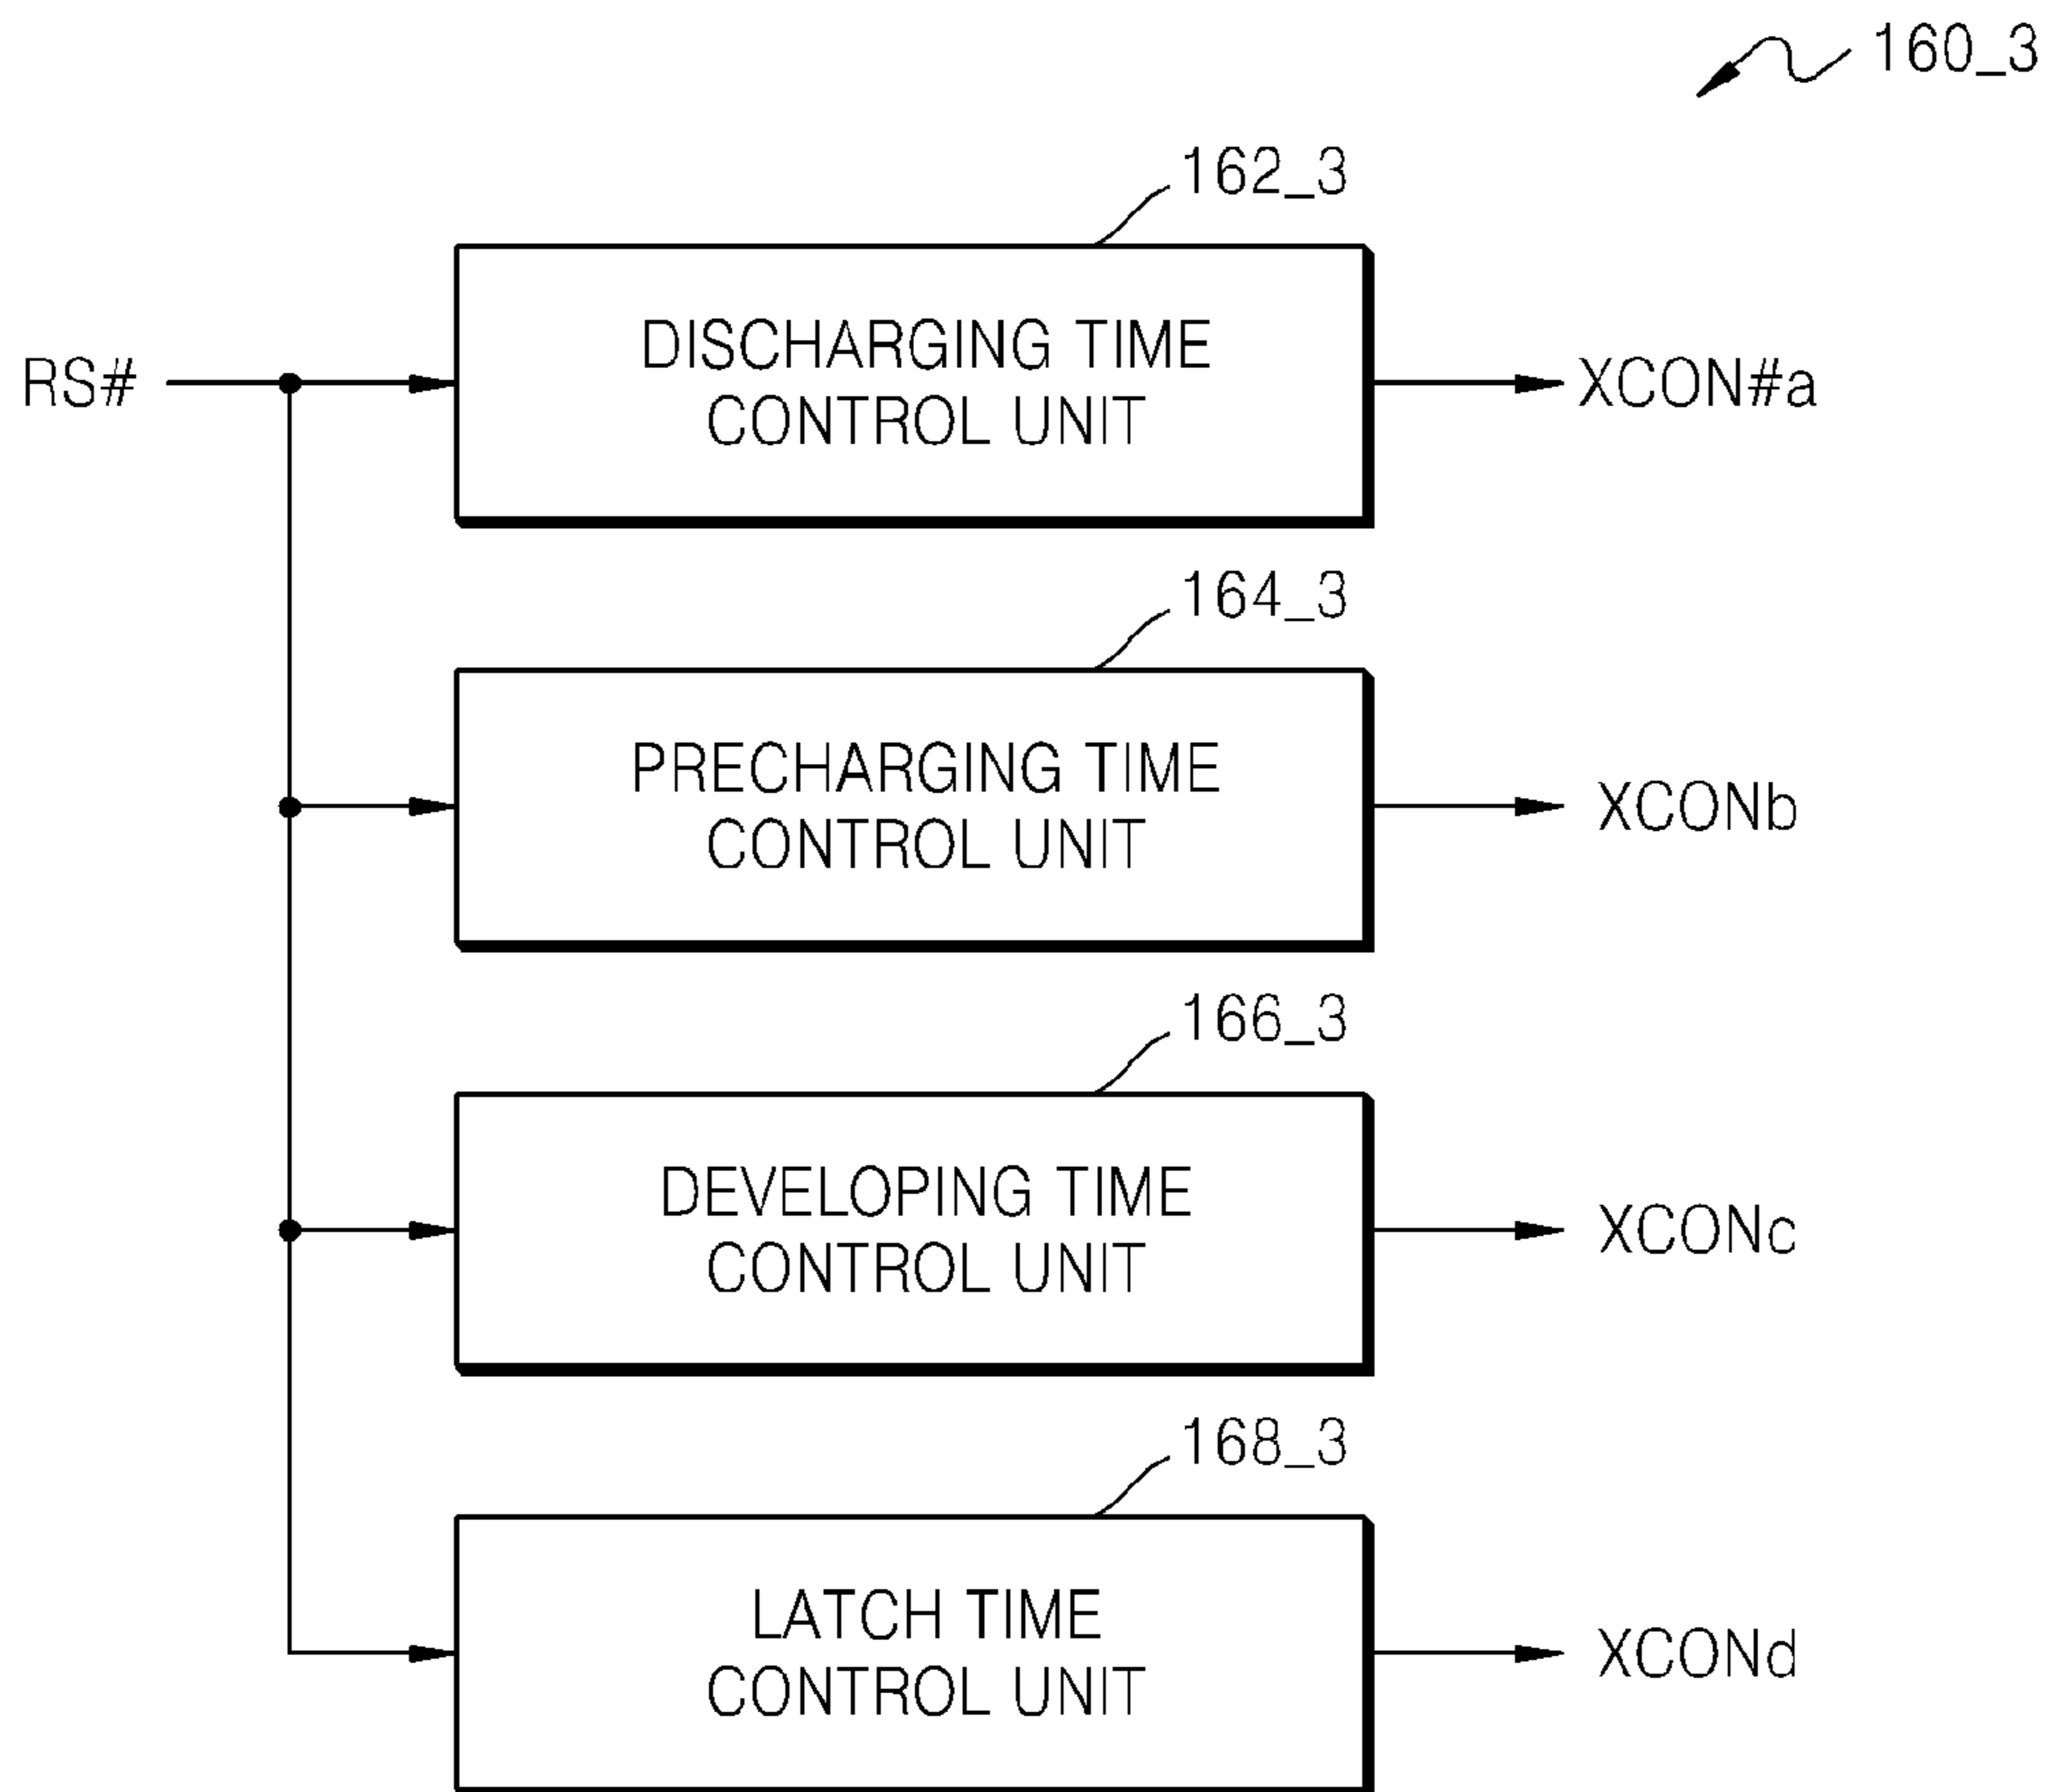 160_3
162_3
DISCHARGING TIME
CONTROL UNIT
RS#
XCON#a
164_3
PRECHARGING TIME
CONTROL UNIT
XCONb
166_3
DEVELOPING TIME
CONTROL UNIT
XCONc
168_3
LATCH TIME
CONTROL UNIT
XCONd